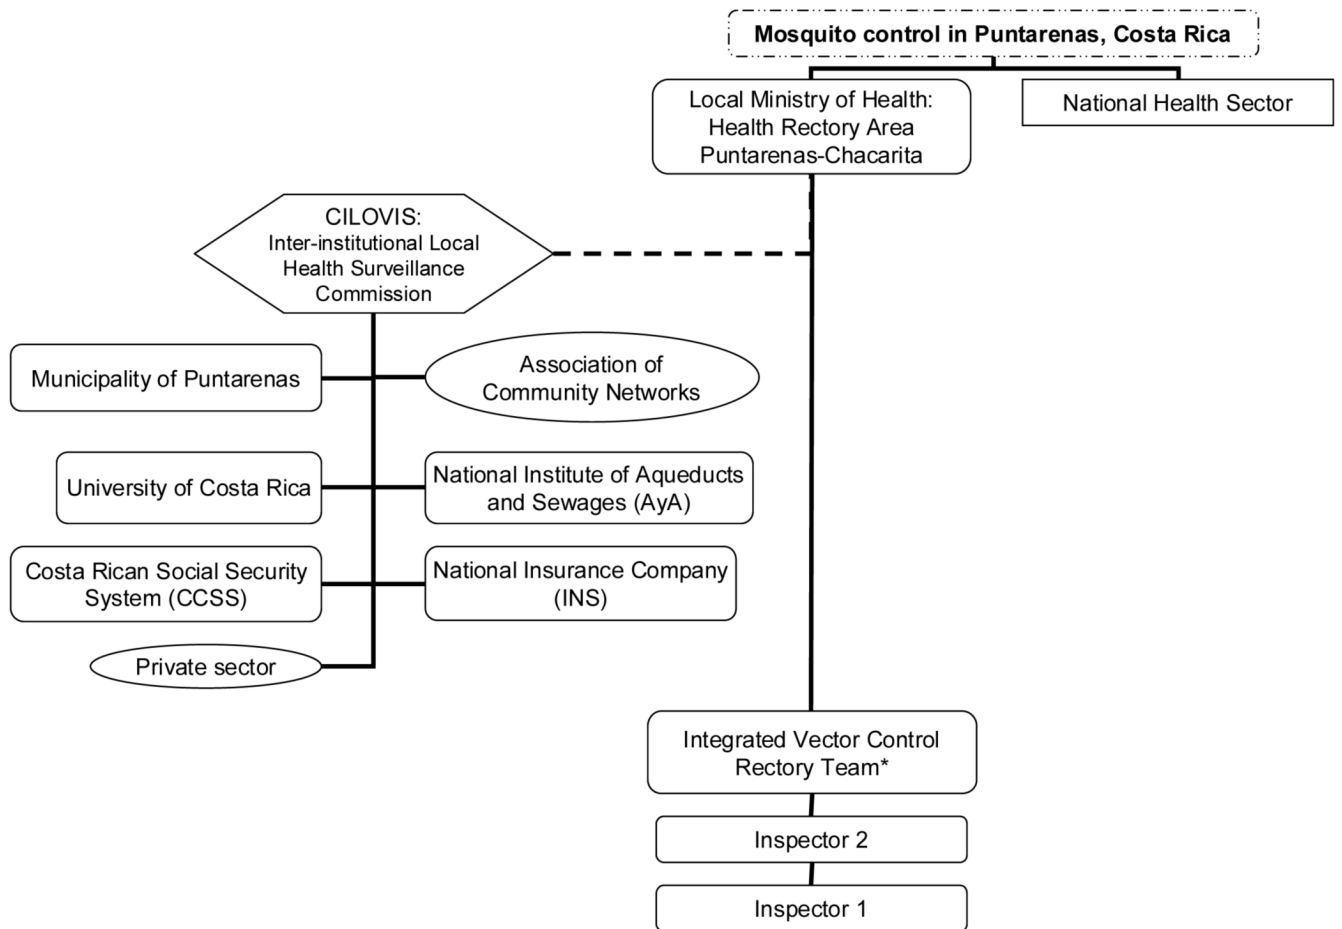 Mosquito control in Puntarenas, Costa Rica
Local Ministry of Health:
Health Rectory Area
Puntarenas-Chacarita
National Health Sector
CILOVIS:
Inter-institutional Local
Health Surveillance
Commission
Municipality of Puntarenas
Association of
Community Networks
University of Costa Rica
National Institute of Aqueducts
and Sewages (AyA)
Costa Rican Social Security
System (CCSS)
National Insurance Company
(INS)
Private sector
Integrated Vector Control
Rectory Team*
Inspector 2
Inspector 1